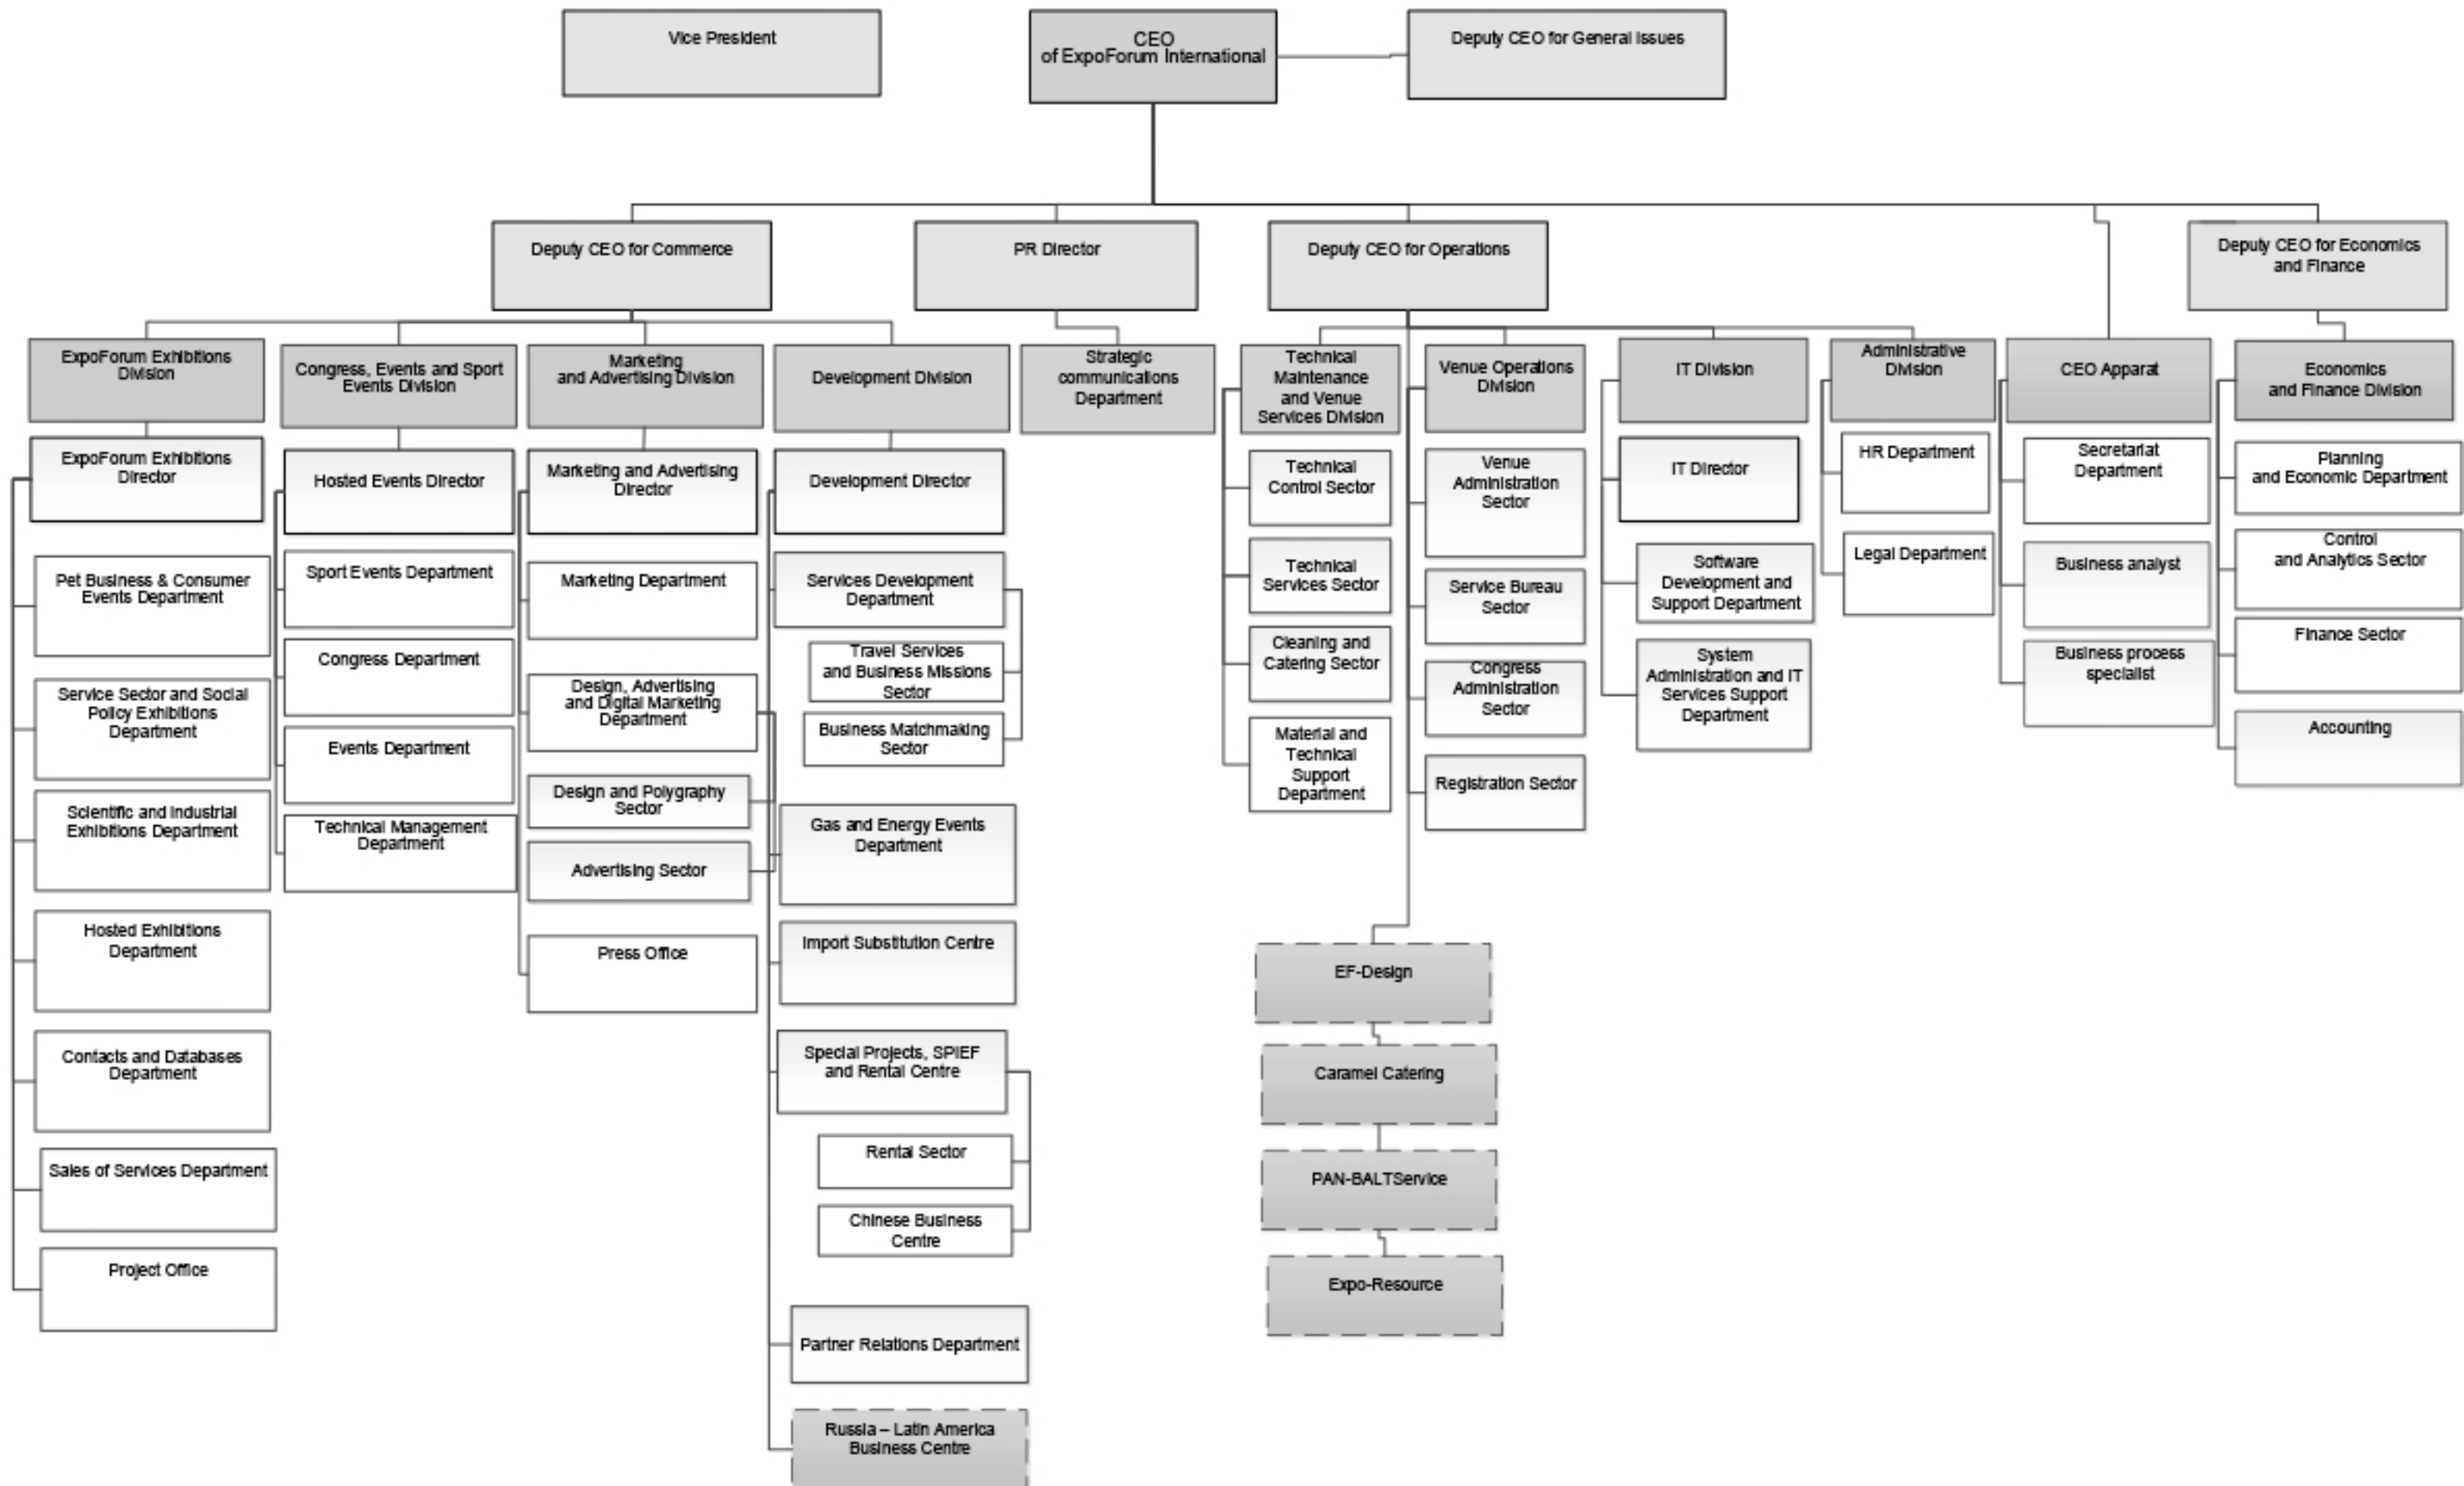 Vice President
CEO
of ExpoForum International
Deputy CEO for General Issues
Deputy CEO for Commerce
PR Director
Deputy CEO for Operations
Deputy CEO for Economics
and Finance
ExpoForum Exhibitions
Division
ExpoForum Exhibitions
Director
Pet Business & Consumer
Events Department
Service Sector and Social
Policy Exhibitions
Department
Scientific and Industrial
Exhibitions Department
Hosted Exhibitions
Department
Contacts and Databases
Department
Sales of Services Department
Project Office
Congress, Events and Sport
Events Division
Hosted Events Director
Sport Events Department
Congress Department
Events Department
Technical Management
Department
Marketing
and Advertising Division
Marketing and Advertising
Director
Marketing Department
Design, Advertising
and Digital Marketing
Department
Design and Polygraphy
Sector
Advertising Sector
Press Office
Development Division
Development Director
Services Development
Department
Travel Services
and Business Missions
Sector
Business Matchmaking
Sector
Gas and Energy Events
Department
Import Substitution Centre
Special Projects, SPIEF
and Rental Centre
Rental Sector
Chinese Business
Centre
Partner Relations Department
Russia – Latin America
Business Centre
Strategic
communications
Department
Technical
Maintenance
and Venue
Services Division
Technical
Control Sector
Technical
Services Sector
Cleaning and
Catering Sector
Material and
Technical
Support
Department
Venue Operations
Division
Venue
Administration
Sector
Service Bureau
Sector
Congress
Administration
Sector
Registration Sector
EF-Design
Caramel Catering
PAN-BALTService
Expo-Resource
IT Division
IT Director
Software
Development and
Support Department
System
Administration and IT
Services Support
Department
Administrative
Division
HR Department
Legal Department
CEO Apparat
Secretariat
Department
Business analyst
Business process
specialist
Economics
and Finance Division
Planning
and Economic Department
Control
and Analytics Sector
Finance Sector
Accounting